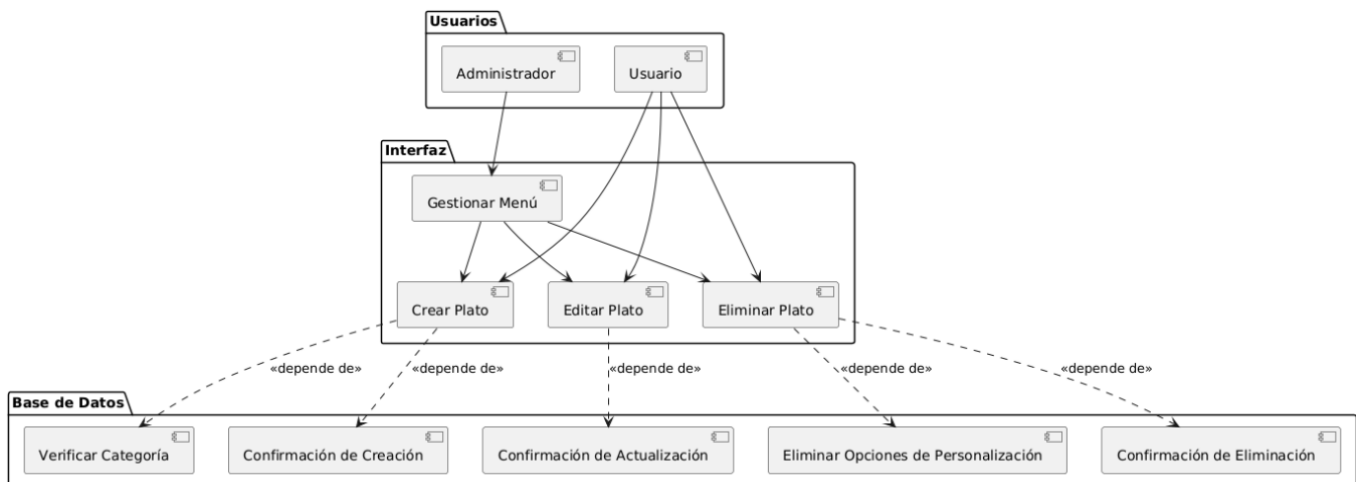 Usuarios
Administrador
Usuario
Interfaz
Gestionar Menú
Crear Plato
Editar Plato
Eliminar Plato
«depende de»
«depende de»
«depende de»
«depende de»
«depende de»
Base de Datos
Verificar Categoría
Confirmación de Creación
Confirmación de Actualización
Eliminar Opciones de Personalización
Confirmación de Eliminación